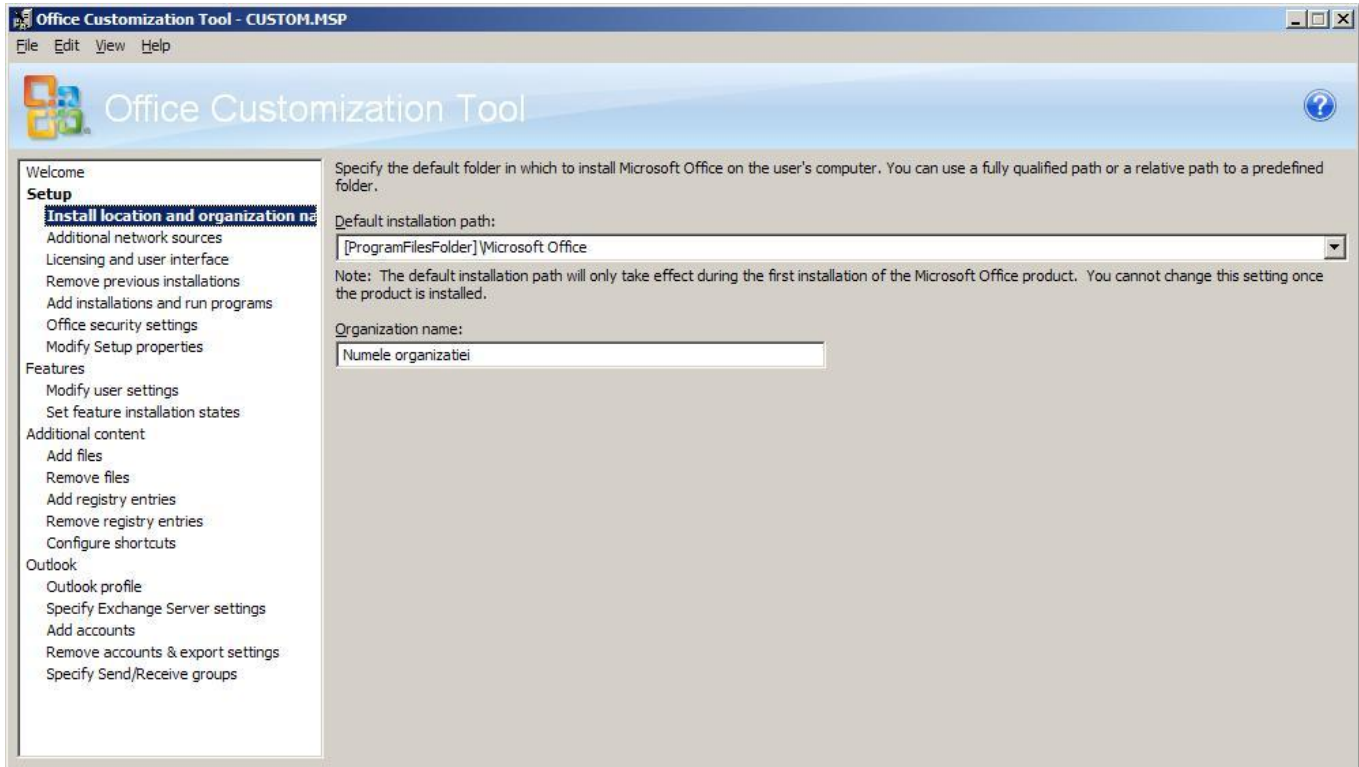 Office Customization Tool - CUSTOM.MSP
File Edit View Help
Office Customization Tool
Welcome
Setup
Install location and organization na
Additional network sources
Licensing and user interface
Remove previous installations
Add installations and run programs
Office security settings
Modify Setup properties
Features
Modify user settings
Set feature installation states
Additional content
Add files
Remove files
Add registry entries
Remove registry entries
Configure shortcuts
Outlook
Outlook profile
Specify Exchange Server settings
Add accounts
Remove accounts & export settings
Specify Send/Receive groups
Specify the default folder in which to install Microsoft Office on the user's computer. You can use a fully qualified path or a relative path to a predefined
folder.
Default installation path:
[ProgramFilesFolder]\Microsoft Office
Note: The default installation path will only take effect during the first installation of the Microsoft Office product. You cannot change this setting once
the product is installed.
Organization name:
Numele organizatiei